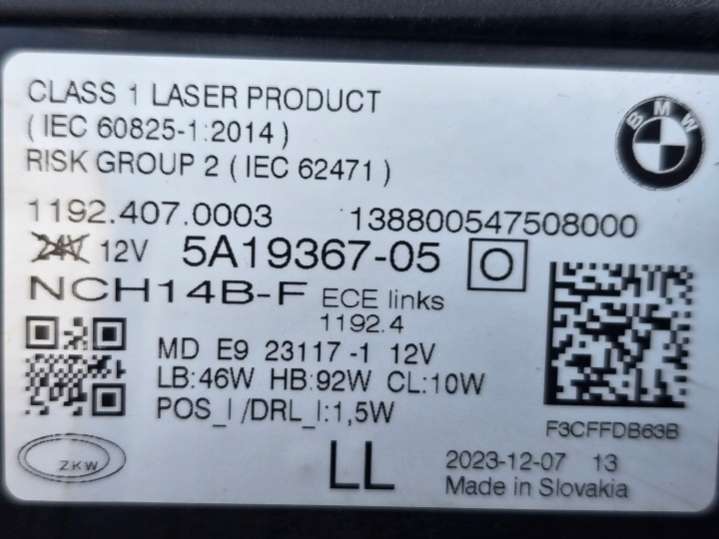 CLASS 1 LASER PRODUCT
( IEC 60825-1:2014 )
RISK GROUP 2 ( IEC 62471 )
BMW
1192.407.0003 138800547508000
24V 12V 5A19367-05 O
NCH14B-F ECE links
1192.4
MD E9 23117 -1 12V
LB:46W HB:92W CL:10W
POS_I /DRL_I:1,5W
F3CFFDB63B
ZKW
LL
2023-12-07 13
Made in Slovakia